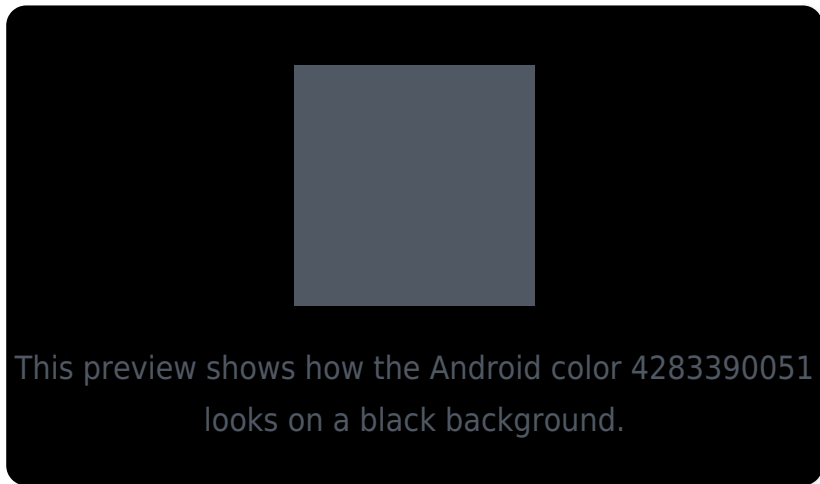 This preview shows how the Android color 4283390051
looks on a black background.